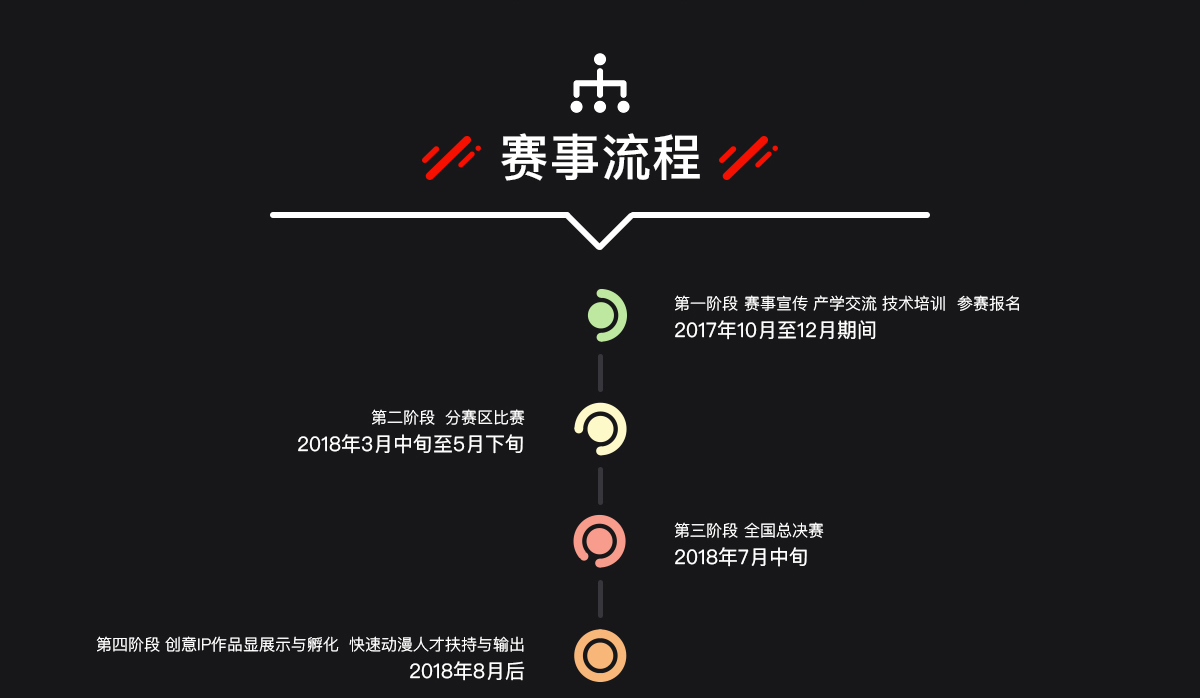 赛事流程
第一阶段 赛事宣传 产学交流 技术培训 参赛报名
2017年10月至12月期间
第二阶段 分赛区比赛
2018年3月中旬至5月下旬
第三阶段 全国总决赛
2018年7月中旬
第四阶段 创意IP作品显展示与孵化 快速动漫人才扶持与输出
2018年8月后